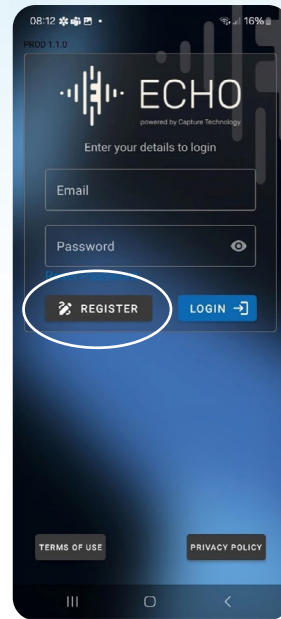 08:12
16%
PROD 1.1.0
ECHO
powered by Capture Technology
Enter your details to login
Email
Password
REGISTER
LOGIN
TERMS OF USE
PRIVACY POLICY